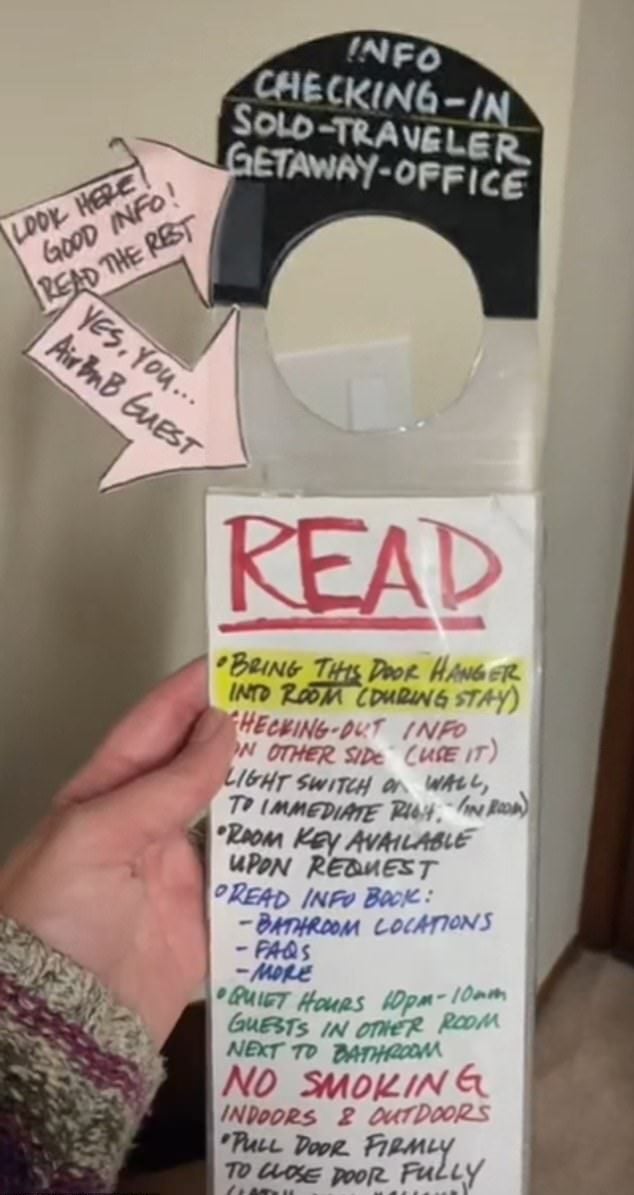 INFO
CHECKING-IN
SOLO-TRAVELER
GETAWAY-OFFICE
LOOK HERE!
GOOD INFO!
READ THE REST
YES, YOU...
AirBnB GUEST
READ
• BRING THIS DOOR HANGER
INTO ROOM (DURING STAY)
CHECKING-OUT INFO
ON OTHER SIDE (USE IT)
LIGHT SWITCH ON WALL,
TO IMMEDIATE RIGHT (IN ROOM)
• ROOM KEY AVAILABLE
UPON REQUEST
• READ INFO BOOK:
- BATHROOM LOCATIONS
- FAQs
- MORE
• QUIET HOURS 10pm-10am
GUESTS IN OTHER ROOM
NEXT TO BATHROOM
NO SMOKING
INDOORS & OUTDOORS
• PULL DOOR FIRMLY
TO CLOSE DOOR FULLY